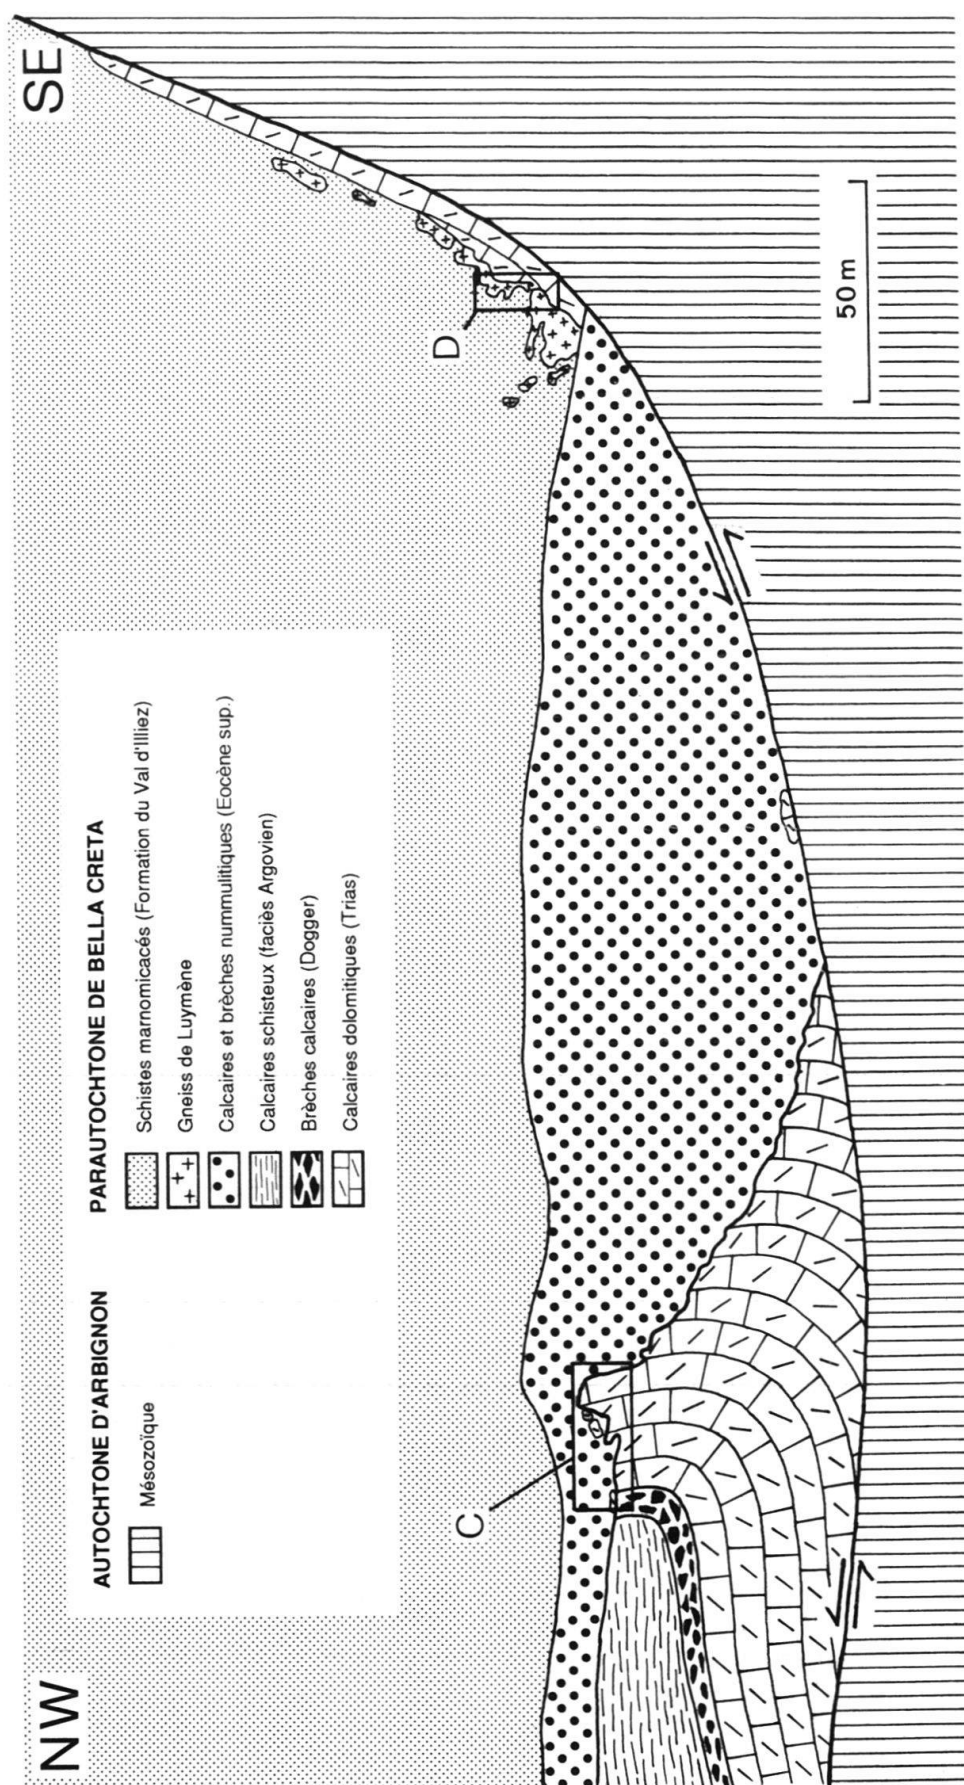 NW
SE
AUTOCHTONE D'ARBIGNON
Mésozoïque
PARAUTOCHTONE DE BELLA CRETA
Schistes marnomicacés (Formation du Val d'Illiez)
Gneiss de Luymène
Calcaires et brèches nummulitiques (Eocène sup.)
Calcaires schisteux (faciès Argovien)
Brèches calcaires (Dogger)
Calcaires dolomitiques (Trias)
C
D
50 m